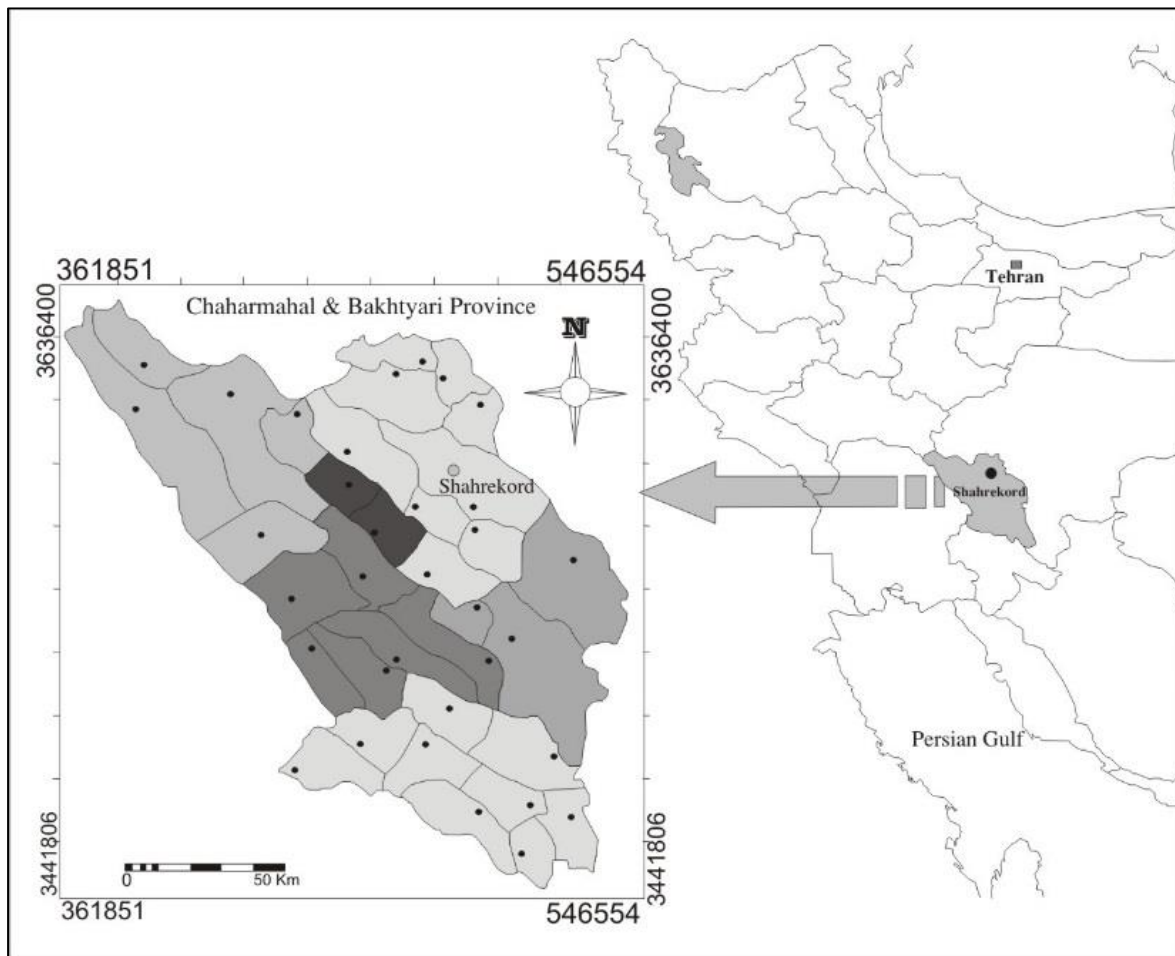 361851
546554
Chaharmahal & Bakhtyari Province
N
3636400
3636400
Shahrekord
3441806
3441806
0
50 Km
361851
546554
Tehran
Shahrekord
Persian Gulf